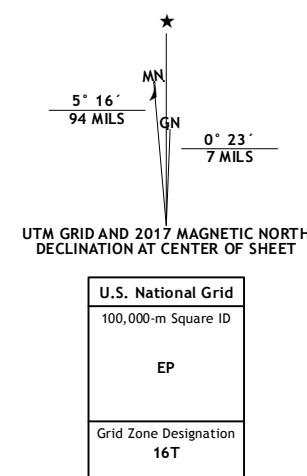 MN
5° 16´
94 MILS
GN
0° 23´
7 MILS
UTM GRID AND 2017 MAGNETIC NORTH
DECLINATION AT CENTER OF SHEET
U.S. National Grid
100,000-m Square ID
EP
Grid Zone Designation
16T